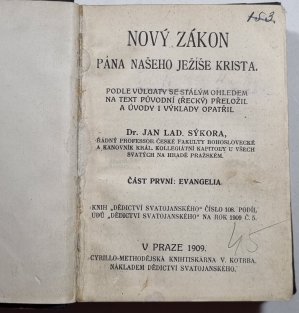 153.
NOVÝ ZÁKON
PÁNA NAŠEHO JEŽÍŠE KRISTA.
PODLE VULGATY SE STÁLÝM OHLEDEM
NA TEXT PŮVODNÍ (ŘECKÝ) PŘELOŽIL
A ÚVODY I VÝKLADY OPATŘIL
Dr. JAN LAD. SÝKORA,
ŘÁDNÝ PROFESSOR ČESKÉ FAKULTY BOHOSLOVECKÉ
A KANOVNÍK KRÁL. KOLLEGIÁTNÍ KAPITOLY U VŠECH
SVATÝCH NA HRADĚ PRAŽSKÉM.
ČÁST PRVNÍ: EVANGELIA.
KNIH „DĚDICTVÍ SVATOJANSKÉHO“ ČÍSLO 108. PODÍL
ÚDŮ „DĚDICTVÍ SVATOJANSKÉHO“ NA ROK 1909 Č. 5.
45
V PRAZE 1909.
CYRILLO-METHODĚJSKÁ KNIHTISKÁRNA V. KOTRBA.
NÁKLADEM DĚDICTVÍ SVATOJANSKÉHO.